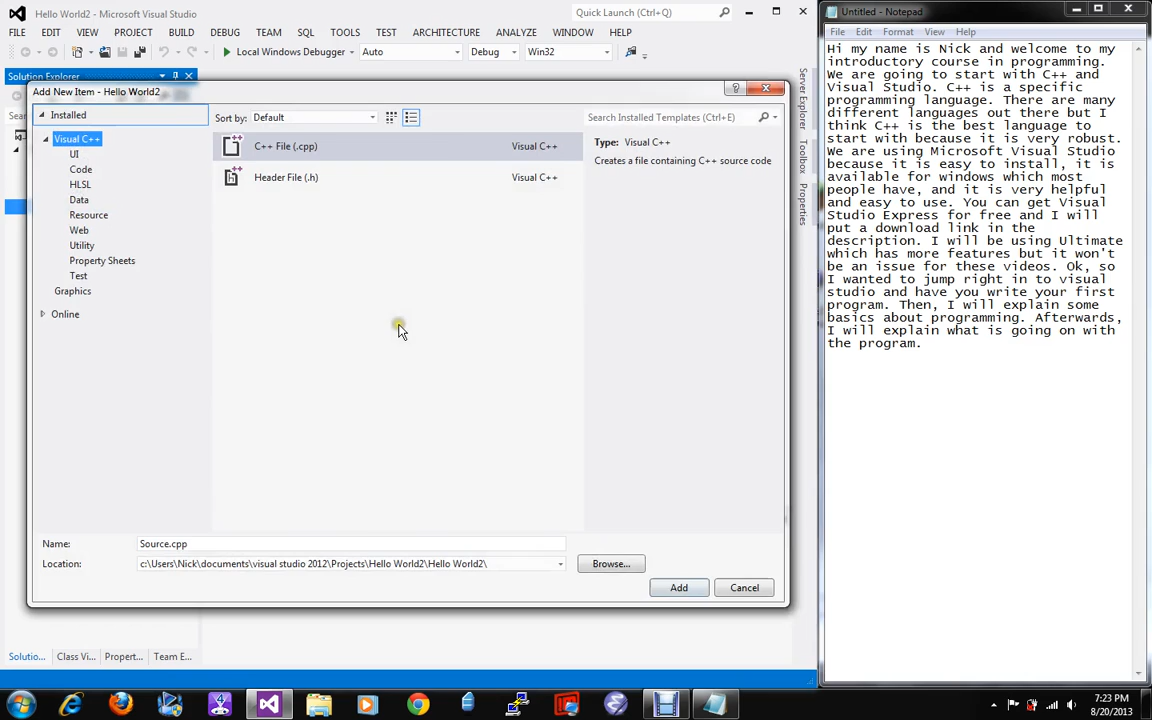 Hello World2 - Microsoft Visual Studio
Quick Launch (Ctrl+Q)
FILE EDIT VIEW PROJECT BUILD DEBUG TEAM SQL TOOLS TEST ARCHITECTURE ANALYZE WINDOW HELP
Local Windows Debugger Auto Debug Win32
Solution Explorer
Sear
Add New Item - Hello World2
Installed
Sort by: Default
Search Installed Templates (Ctrl+E)
Visual C++
UI
Code
HLSL
Data
Resource
Web
Utility
Property Sheets
Test
Graphics
Online
C++ File (.cpp) Visual C++
Header File (.h) Visual C++
Type: Visual C++
Creates a file containing C++ source code
Name: Source.cpp
Location: c:\Users\Nick\documents\visual studio 2012\Projects\Hello World2\Hello World2\
Browse...
Add Cancel
Server Explorer
Toolbox
Properties
Solutio... Class Vi... Propert... Team E...
Untitled - Notepad
File Edit Format View Help
Hi my name is Nick and welcome to my
introductory course in programming.
We are going to start with C++ and
Visual Studio. C++ is a specific
programming language. There are many
different languages out there but I
think C++ is the best language to
start with because it is very robust.
We are using Microsoft Visual Studio
because it is easy to install, it is
available for windows which most
people have, and it is very helpful
and easy to use. You can get Visual
Studio Express for free and I will
put a download link in the
description. I will be using Ultimate
which has more features but it won't
be an issue for these videos. Ok, so
I wanted to jump right in to visual
studio and have you write your first
program. Then, I will explain some
basics about programming. Afterwards,
I will explain what is going on with
the program.
7:23 PM
8/20/2013